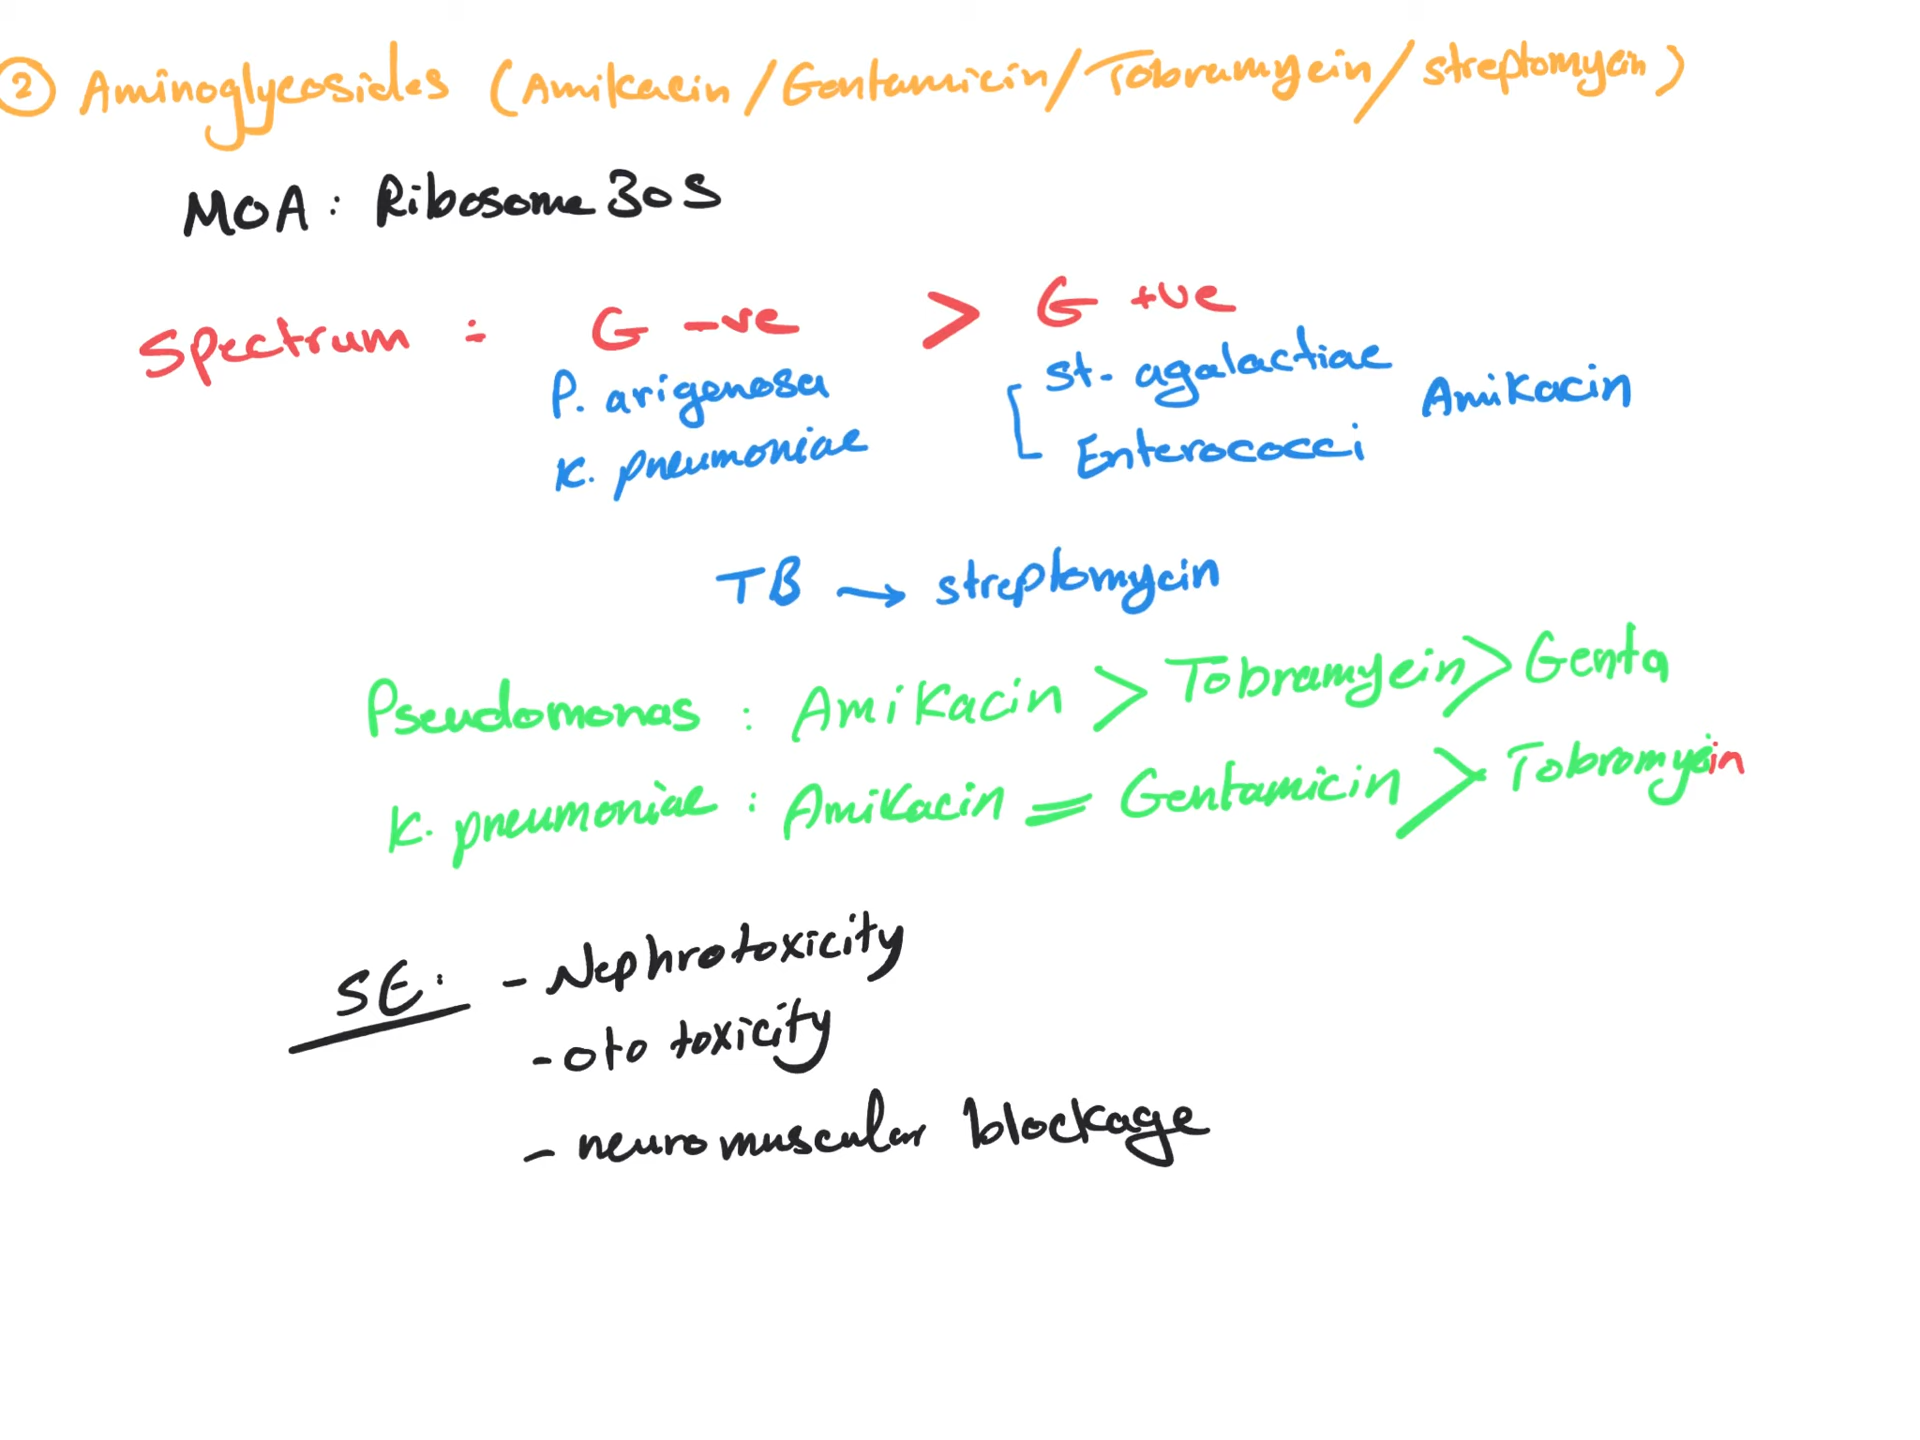 ② Aminoglycosides (Amikacin/Gentamicin/Tobramycin/streptomycin)
MOA: Ribosome 30S
Spectrum: G -ve > G +ve
P. arigenosa St. agalactiae Amikacin
K. pneumoniae Enterococci
TB → streptomycin
Pseudomonas: Amikacin > Tobramycin > Genta
K. pneumoniae: Amikacin = Gentamicin > Tobromycin
SE: - Nephrotoxicity
- oto toxicity
- neuromuscular blockage